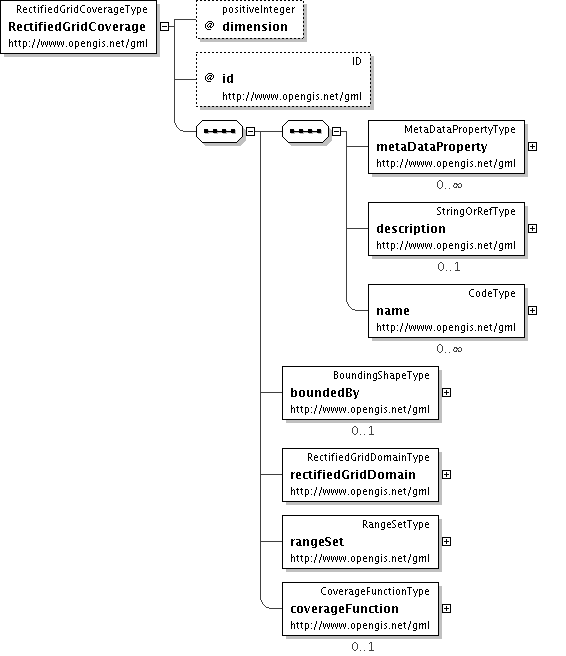 RectifiedGridCoverageType
RectifiedGridCoverage
http://www.opengis.net/gml
positiveInteger
@ dimension
ID
@ id
http://www.opengis.net/gml
MetaDataPropertyType
metaDataProperty
http://www.opengis.net/gml
0..∞
StringOrRefType
description
http://www.opengis.net/gml
0..1
CodeType
name
http://www.opengis.net/gml
0..∞
BoundingShapeType
boundedBy
http://www.opengis.net/gml
0..1
RectifiedGridDomainType
rectifiedGridDomain
http://www.opengis.net/gml
RangeSetType
rangeSet
http://www.opengis.net/gml
CoverageFunctionType
coverageFunction
http://www.opengis.net/gml
0..1